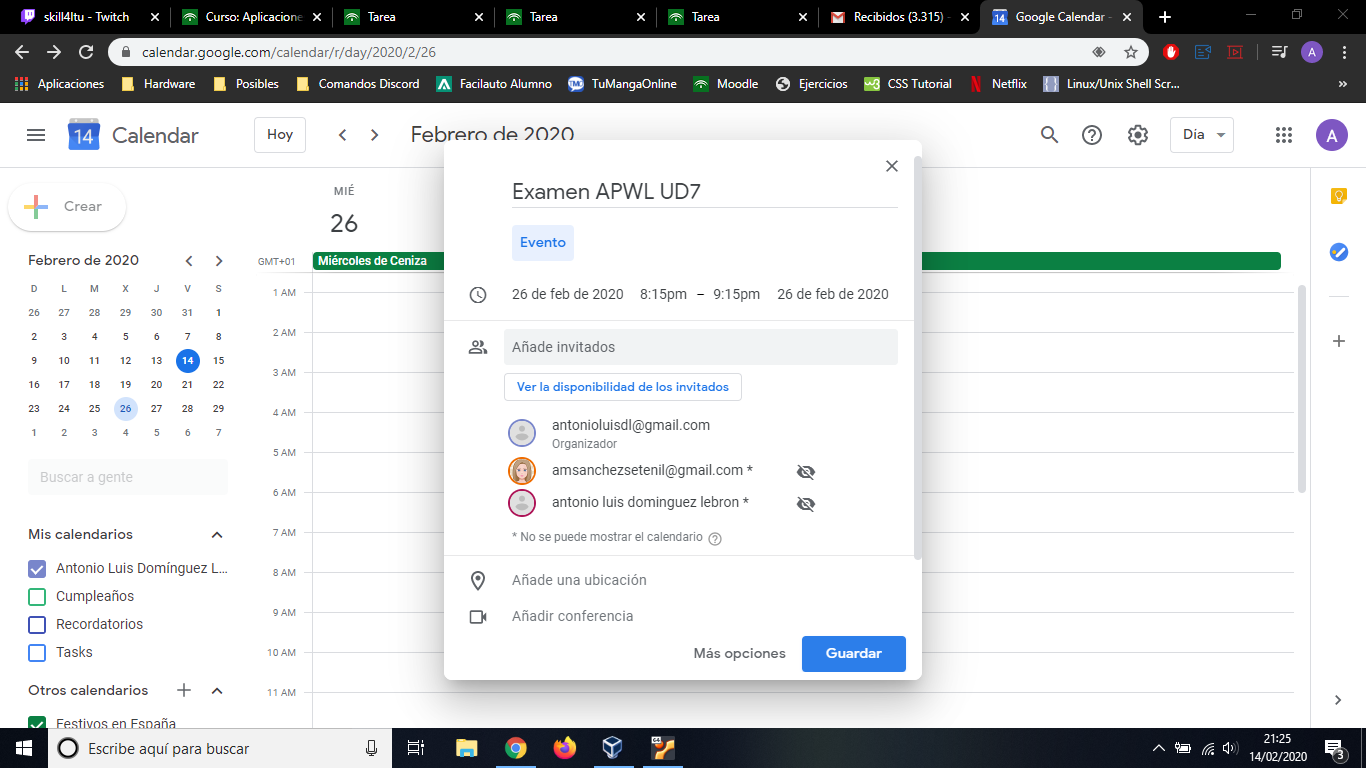 skill4ltu - Twitch
Curso: Aplicacione
Tarea
Tarea
Tarea
Recibidos (3.315) -
Google Calendar -
calendar.google.com/calendar/r/day/2020/2/26
A
Aplicaciones
Hardware
Posibles
Comandos Discord
Facilauto Alumno
TuMangaOnline
Moodle
Ejercicios
CSS Tutorial
Netflix
Linux/Unix Shell Scr...
»
14
Calendar
Hoy
Febrero de 2020
Día
A
Crear
MIÉ
26
Febrero de 2020
GMT+01
Miércoles de Ceniza
D L M X J V S
26 27 28 29 30 31 1
2 3 4 5 6 7 8
9 10 11 12 13 14 15
16 17 18 19 20 21 22
23 24 25 26 27 28 29
1 2 3 4 5 6 7
Buscar a gente
Mis calendarios
Antonio Luis Domínguez L...
Cumpleaños
Recordatorios
Tasks
Otros calendarios
Festivos en España
1 AM
2 AM
3 AM
4 AM
5 AM
6 AM
7 AM
8 AM
9 AM
10 AM
11 AM
Examen APWL UD7
Evento
26 de feb de 2020 8:15pm – 9:15pm 26 de feb de 2020
Añade invitados
Ver la disponibilidad de los invitados
antonioluisdl@gmail.com
Organizador
amsanchezsetenil@gmail.com *
antonio luis dominguez lebron *
* No se puede mostrar el calendario
Añade una ubicación
Añadir conferencia
Más opciones
Guardar
Escribe aquí para buscar
21:25
14/02/2020
3